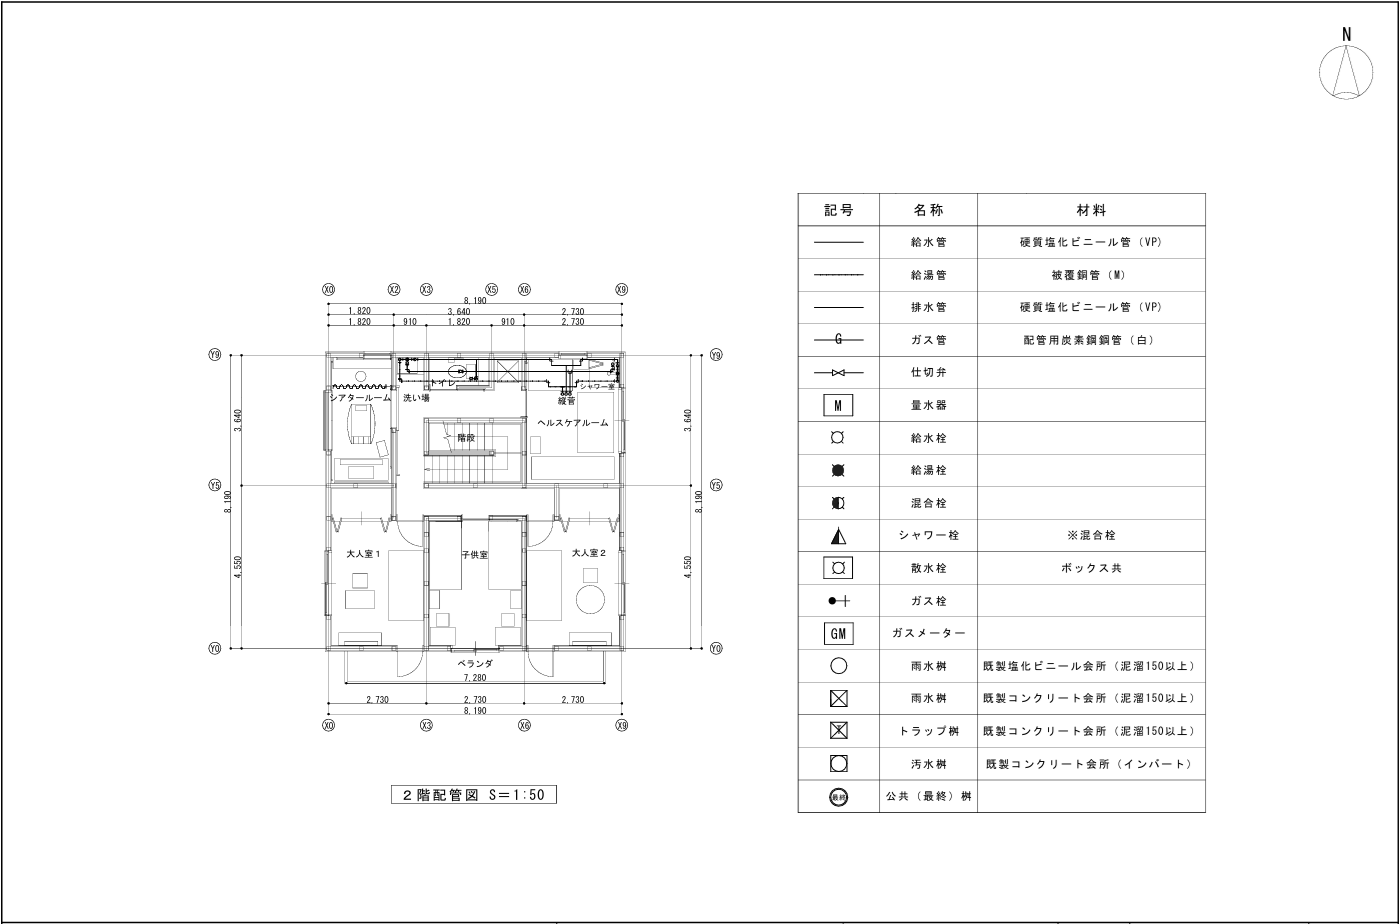 N
記号 名称 材料
給水管 硬質塩化ビニール管（VP）
給湯管 被覆銅管（M）
排水管 硬質塩化ビニール管（VP）
G ガス管 配管用炭素鋼鋼管（白）
仕切弁
M 量水器
給水栓
給湯栓
混合栓
シャワー栓 ※混合栓
散水栓 ボックス共
ガス栓
GM ガスメーター
雨水桝 既製塩化ビニール会所（泥溜150以上）
雨水桝 既製コンクリート会所（泥溜150以上）
トラップ桝 既製コンクリート会所（泥溜150以上）
汚水桝 既製コンクリート会所（インバート）
最終 公共（最終）桝
X0 X2 X3 X5 X6 X9
8,190
1,820 3,640 2,730
1,820 910 1,820 910 2,730
Y9 Y9
トイレ
シャワー室
シアタールーム 洗い場 縦管
3,640 3,640
ヘルスケアルーム
階段
Y5 Y5
8,190 8,190
大人室1 子供室 大人室2
4,550 4,550
Y0 Y0
ベランダ
7,280
2,730 2,730 2,730
8,190
X0 X3 X6 X9
２階配管図 S＝1:50